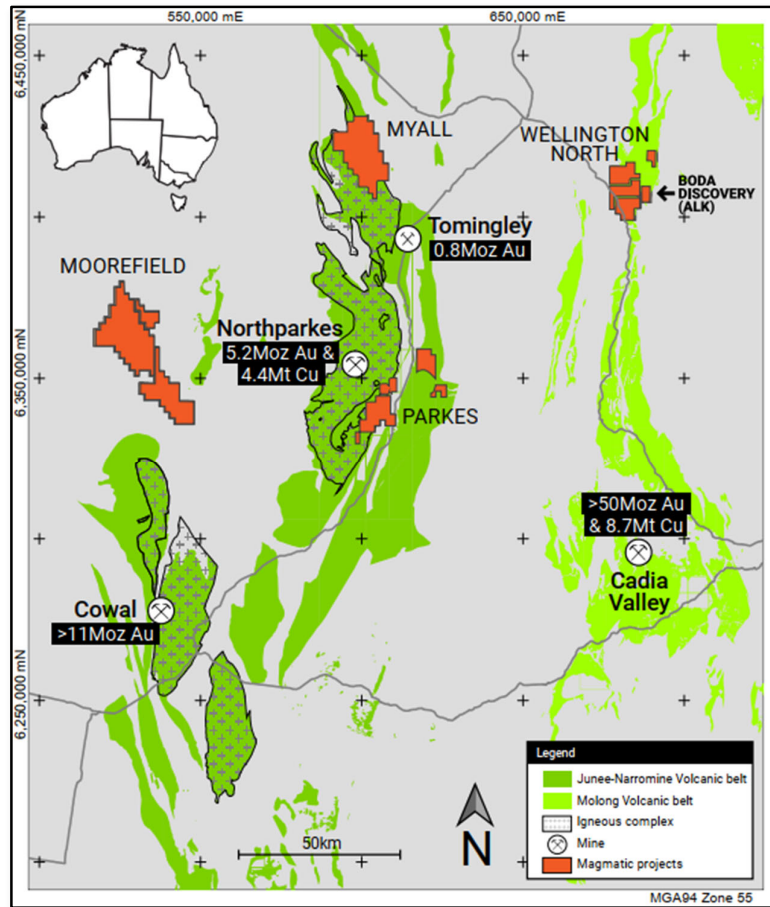 550,000 mE
650,000 mE
6,450,000 mN
MYALL
WELLINGTON
NORTH
BODA
DISCOVERY
(ALK)
Tomingley
0.8Moz Au
MOOREFIELD
Northparkes
5.2Moz Au &
4.4Mt Cu
6,350,000 mN
PARKES
>50Moz Au
& 8.7Mt Cu
Cadia
Valley
Cowal
>11Moz Au
6,250,000 mN
Legend
Junee-Narromine Volcanic belt
Molong Volcanic belt
Igneous complex
Mine
Magmatic projects
50km
N
MGA94 Zone 55